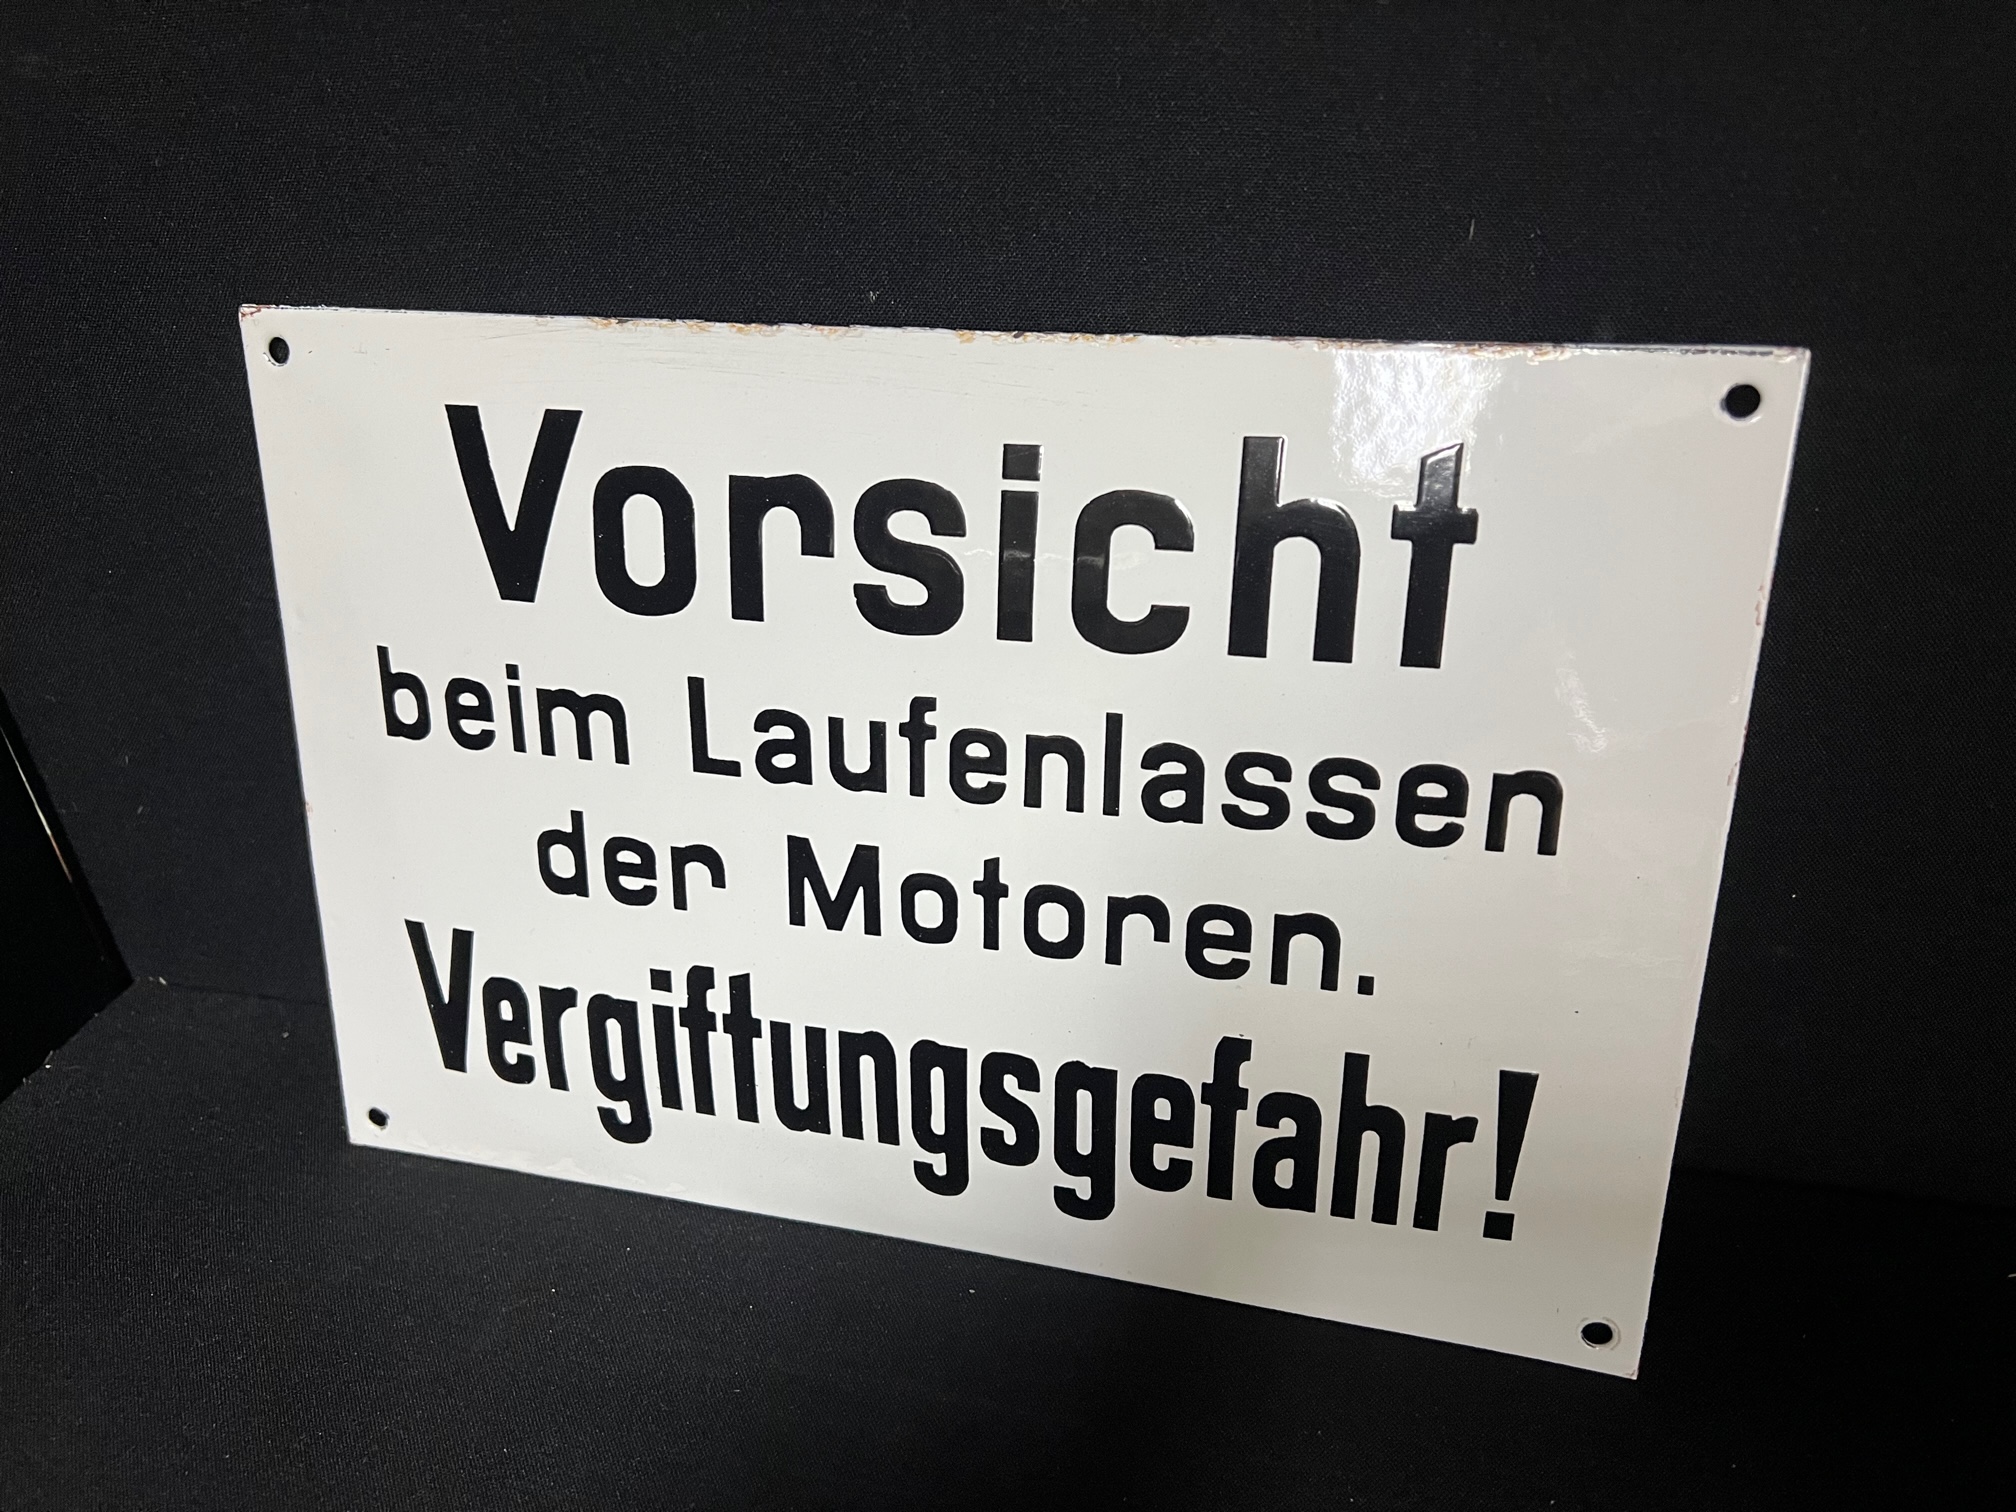 Vorsicht
beim Laufenlassen
der Motoren.
Vergiftungsgefahr!